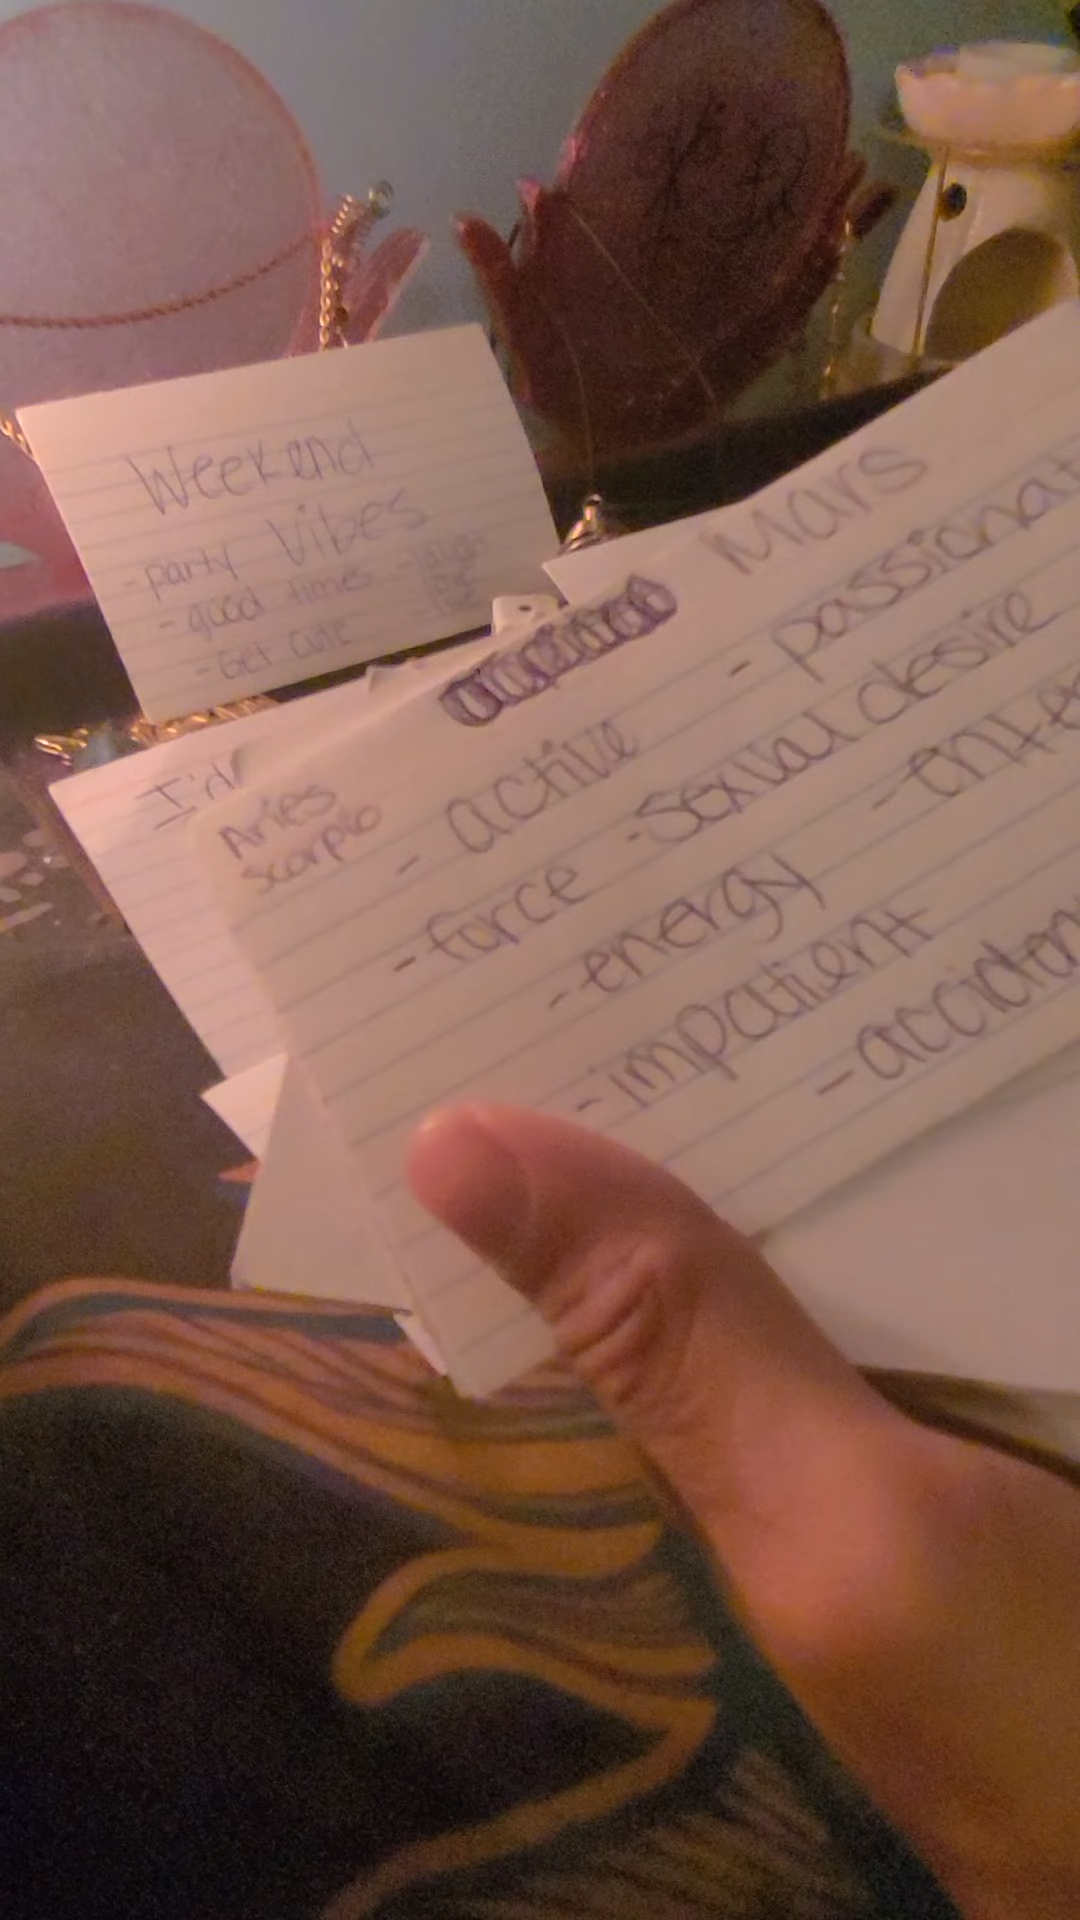 Weekend
Vibes
- party
- good times
- Get cute
I'd
Mars
Aries
Scorpio
- active
- force
- energy
- impatient
- passionat
- sexual desire